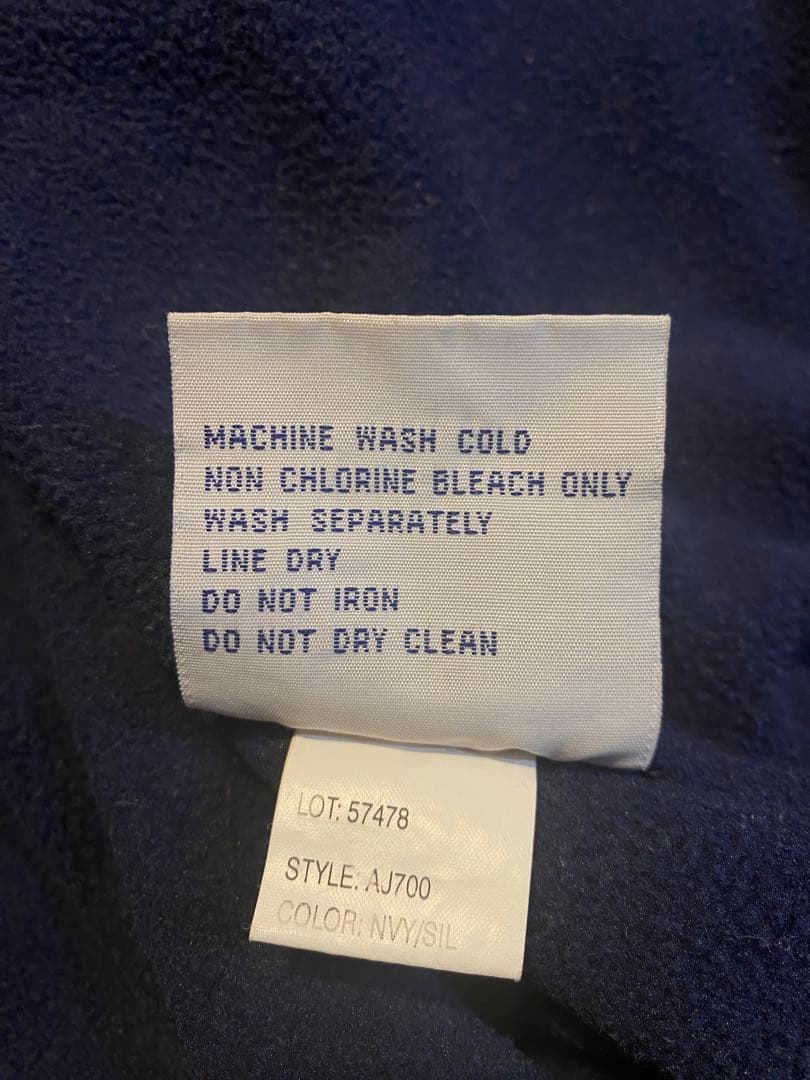 MACHINE WASH COLD
NON CHLORINE BLEACH ONLY
WASH SEPARATELY
LINE DRY
DO NOT IRON
DO NOT DRY CLEAN
LOT: 57478
STYLE: AJ700
COLOR: NVY/SIL